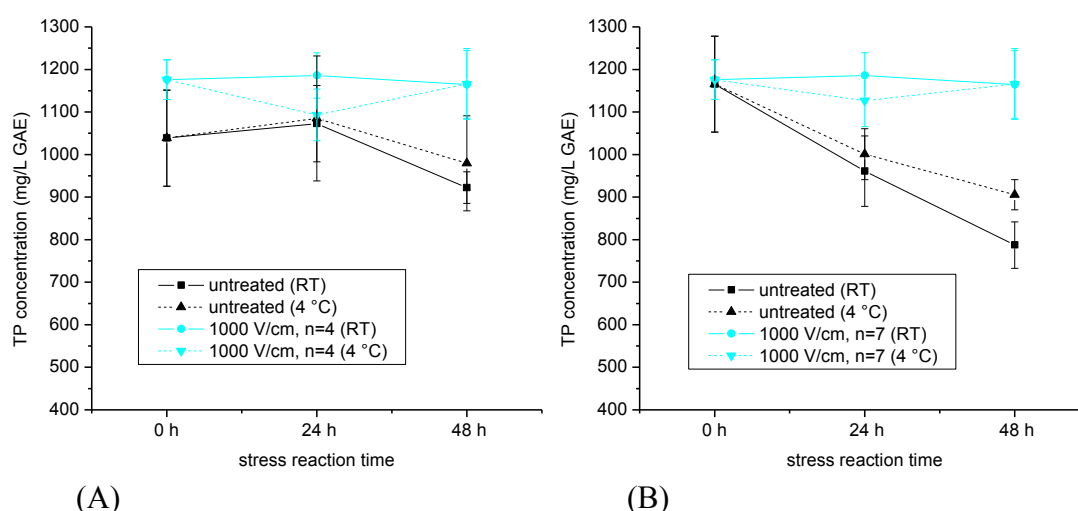 1300
1200
1100
1000
900
800
700
600
500
400
TP concentration (mg/L GAE)
untreated (RT)
untreated (4 °C)
1000 V/cm, n=4 (RT)
1000 V/cm, n=4 (4 °C)
0 h
24 h
48 h
stress reaction time
(A)
1300
1200
1100
1000
900
800
700
600
500
400
TP concentration (mg/L GAE)
untreated (RT)
untreated (4 °C)
1000 V/cm, n=7 (RT)
1000 V/cm, n=7 (4 °C)
0 h
24 h
48 h
stress reaction time
(B)